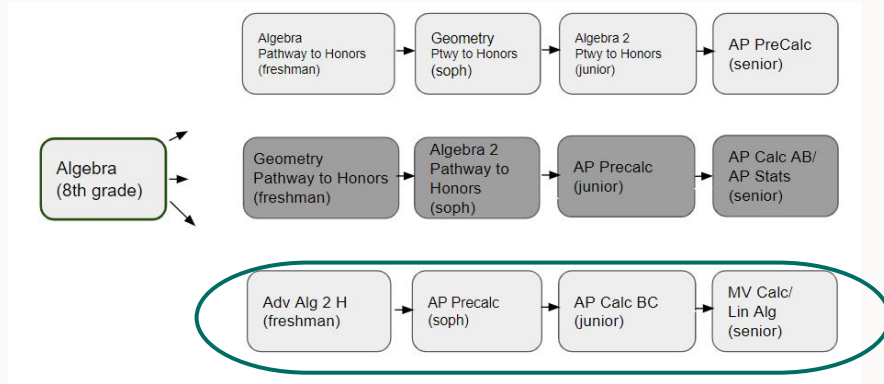 Algebra
Pathway to Honors
(freshman)
Geometry
Ptwy to Honors
(soph)
Algebra 2
Ptwy to Honors
(junior)
AP PreCalc
(senior)
Algebra
(8th grade)
Geometry
Pathway to Honors
(freshman)
Algebra 2
Pathway to
Honors
(soph)
AP Precalc
(junior)
AP Calc AB/
AP Stats
(senior)
Adv Alg 2 H
(freshman)
AP Precalc
(soph)
AP Calc BC
(junior)
MV Calc/
Lin Alg
(senior)